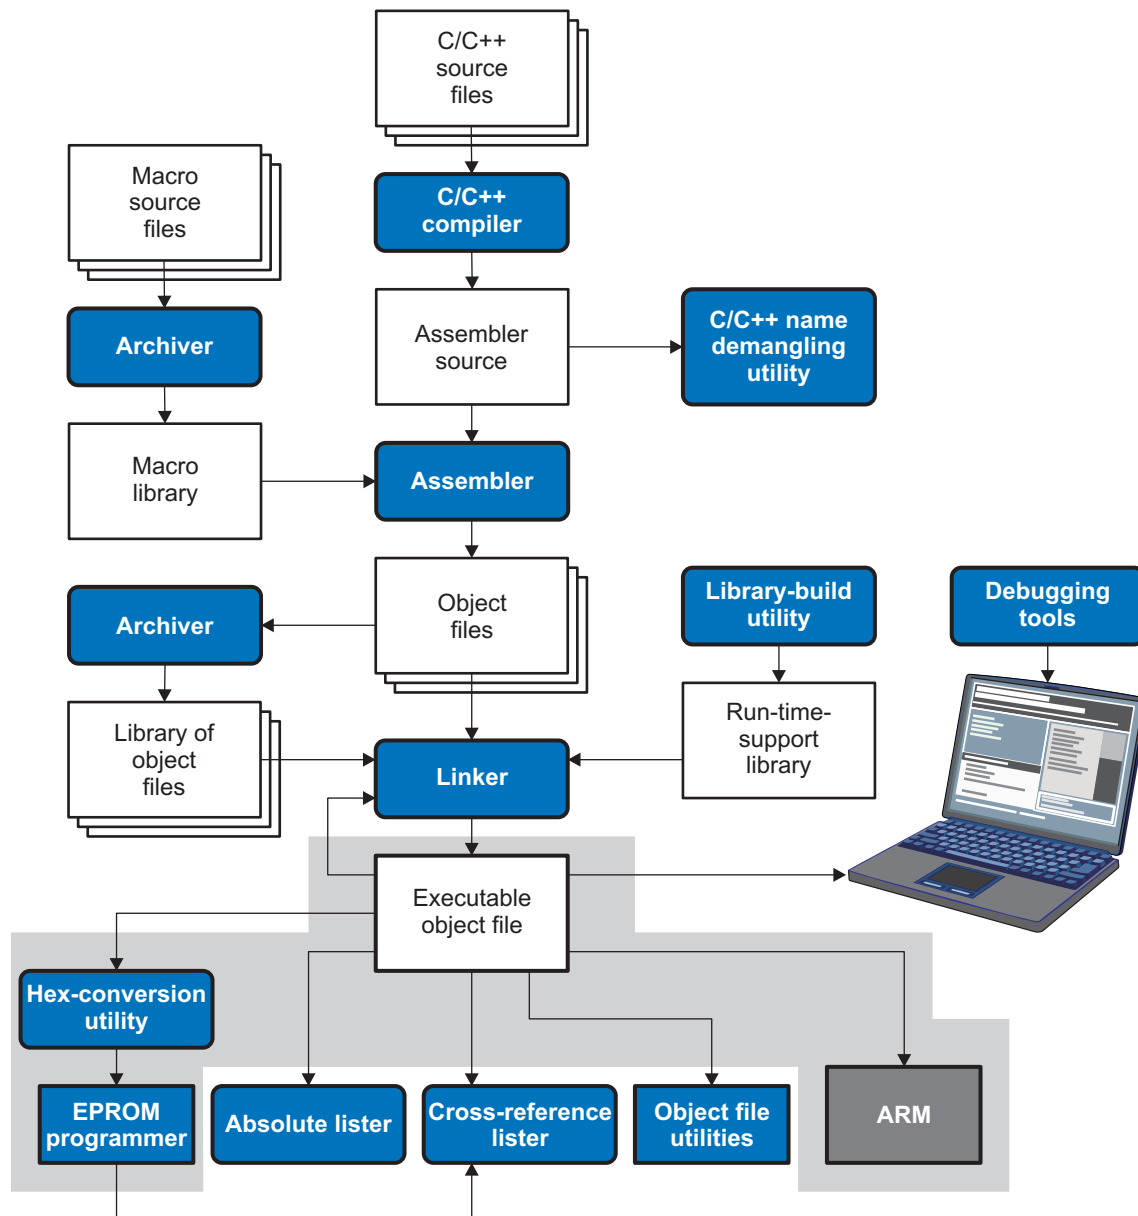 C/C++
source
files
Macro
source
files
C/C++
compiler
Archiver
Assembler
source
C/C++ name
demangling
utility
Macro
library
Assembler
Archiver
Object
files
Library-build
utility
Debugging
tools
Library of
object
files
Linker
Run-time-
support
library
Executable
object file
Hex-conversion
utility
EPROM
programmer
Absolute lister
Cross-reference
lister
Object file
utilities
ARM